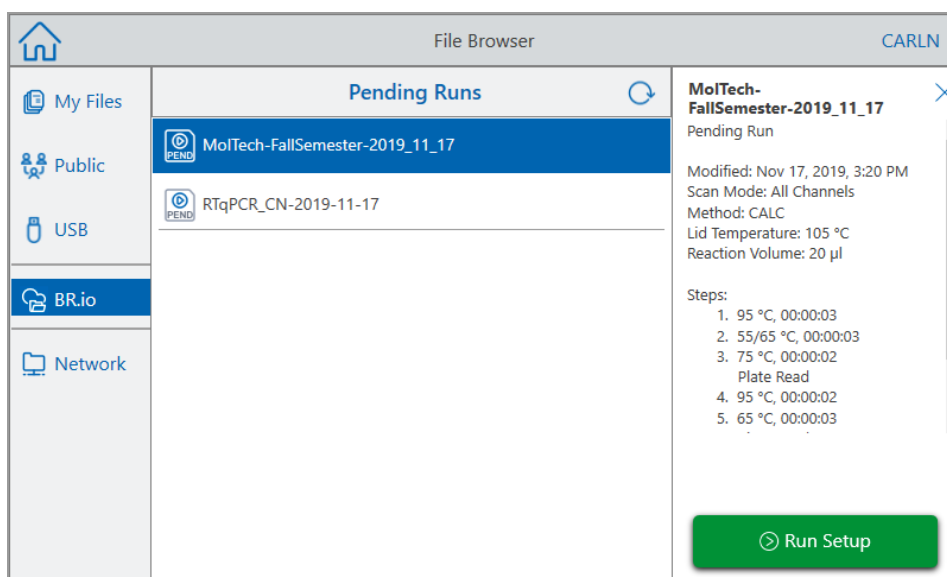 File Browser
CARLN
My Files
Public
USB
BR.io
Network
Pending Runs
PEND
MolTech-FallSemester-2019_11_17
PEND
RTqPCR_CN-2019-11-17
MolTech-
FallSemester-2019_11_17
Pending Run
Modified: Nov 17, 2019, 3:20 PM
Scan Mode: All Channels
Method: CALC
Lid Temperature: 105 °C
Reaction Volume: 20 µl
Steps:
1. 95 °C, 00:00:03
2. 55/65 °C, 00:00:03
3. 75 °C, 00:00:02
Plate Read
4. 95 °C, 00:00:02
5. 65 °C, 00:00:03
Run Setup